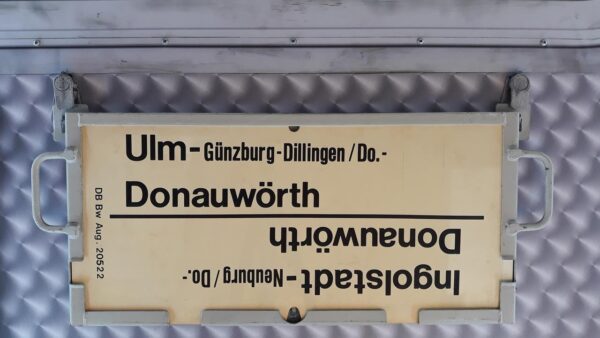 Ulm-Günzburg-Dillingen/Do.-
Donauwörth
Ingolstadt-Neuburg/Do.-
Donauwörth
DB Bw Aug. 20522